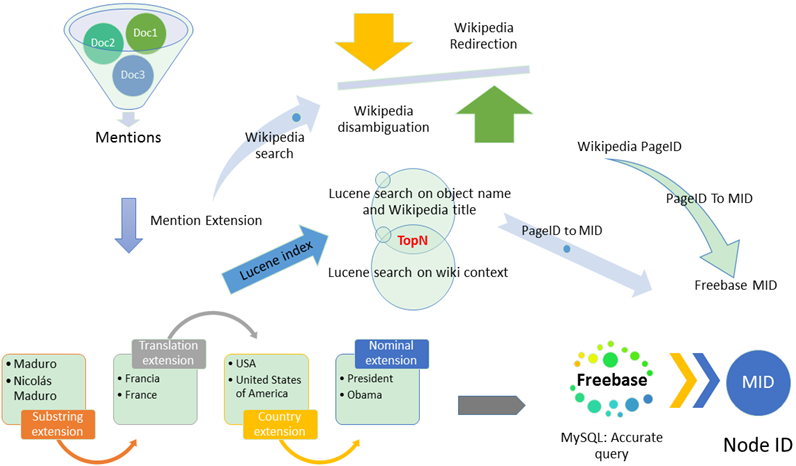 Doc2
Doc1
Doc3
Mentions
Wikipedia
Redirection
Wikipedia
disambiguation
Wikipedia
search
Mention Extension
Lucene index
Lucene search on object name
and Wikipedia title
TopN
Lucene search on wiki context
Wikipedia PageID
PageID To MID
PageID to MID
Freebase MID
• Maduro
• Nicolás
Maduro
Substring
extension
Translation
extension
• Francia
• France
• USA
• United States
of America
Country
extension
Nominal
extension
• President
• Obama
Freebase
MySQL: Accurate
query
MID
Node ID